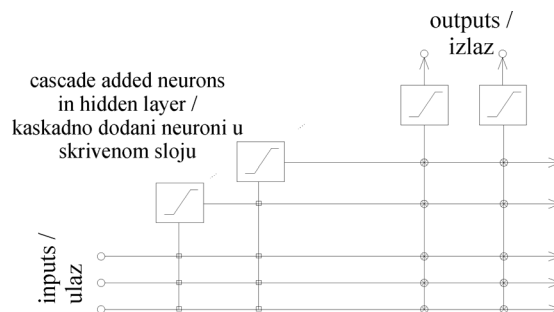 outputs /
izlaz
cascade added neurons
in hidden layer /
kaskadno dodani neuroni u
skrivenom sloju
inputs /
ulaz